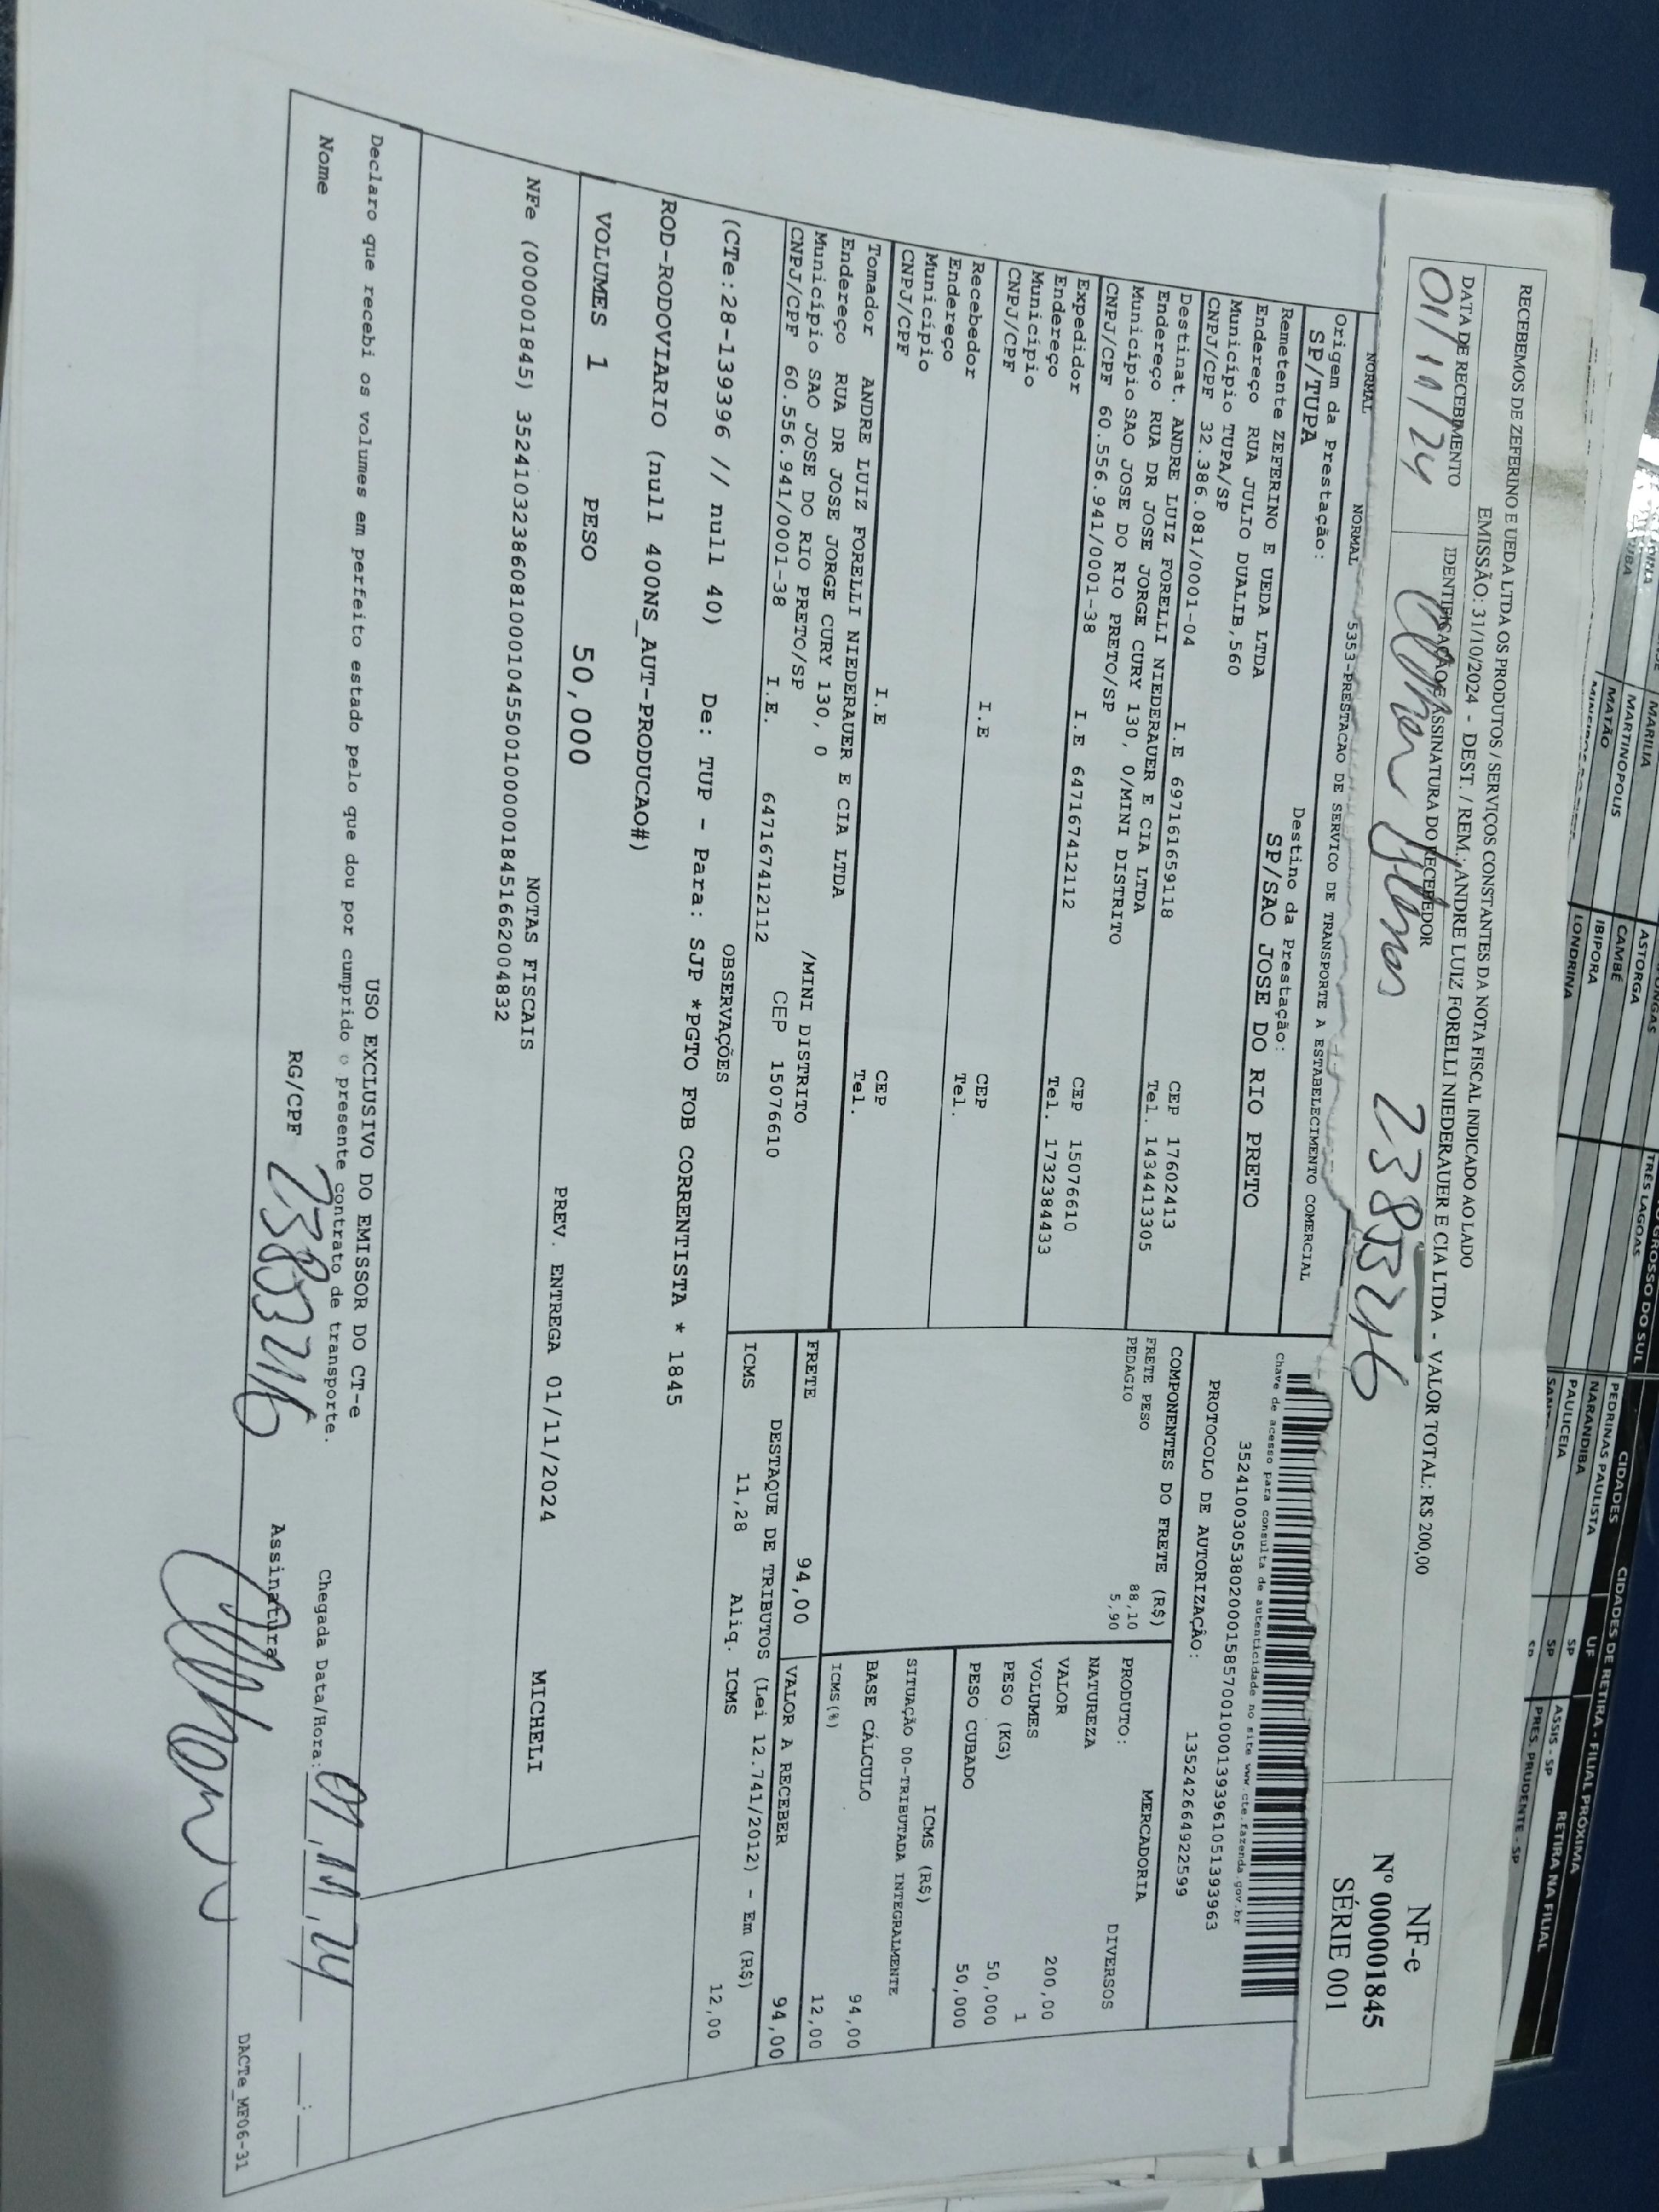 RECEBEMOS DE ZEFERINO E UEDA LTDA OS PRODUTOS / SERVIÇOS CONSTANTES DA NOTA FISCAL INDICADO AO LADO
EMISSÃO: 31/10/2024 - DEST. / REM.: ANDRE LUIZ FORELLI NIEDERAUER E CIA LTDA - VALOR TOTAL: R$ 200,00
DATA DE RECEBIMENTO
IDENTIFICAÇÃO E ASSINATURA DO RECEBEDOR
01/11/24
23853216
NF-e
Nº 000001845
SÉRIE 001
NORMAL NORMAL 5353-PRESTACAO DE SERVICO DE TRANSPORTE A ESTABELECIMENTO COMERCIAL
Origem da Prestação: Destino da Prestação:
SP/TUPA SP/SAO JOSE DO RIO PRETO
Remetente ZEFERINO E UEDA LTDA
Endereço RUA JULIO DUALIB,560
Município TUPA/SP CEP 17602413
CNPJ/CPF 32.386.081/0001-04 I.E 697161659118 Tel. 1434413305
Destinat. ANDRE LUIZ FORELLI NIEDERAUER E CIA LTDA
Endereço RUA DR JOSE JORGE CURY 130, 0/MINI DISTRITO
Município SAO JOSE DO RIO PRETO/SP CEP 15076610
CNPJ/CPF 60.556.941/0001-38 I.E 647167412112 Tel. 1732384433
Expedidor
Endereço
Município CEP
CNPJ/CPF I.E Tel.
Recebedor
Endereço
Município CEP
CNPJ/CPF I.E Tel.
Tomador ANDRE LUIZ FORELLI NIEDERAUER E CIA LTDA
Endereço RUA DR JOSE JORGE CURY 130, 0 /MINI DISTRITO
Município SAO JOSE DO RIO PRETO/SP CEP 15076610
CNPJ/CPF 60.556.941/0001-38 I.E. 647167412112
Chave de acesso para consulta de autenticidade no site www.cte.fazenda.gov.br
PROTOCOLO DE AUTORIZAÇÃO: 135242664922599
COMPONENTES DO FRETE (R$)
FRETE PESO 88,10
PEDAGIO 5,90
MERCADORIA
PRODUTO: DIVERSOS
NATUREZA
VALOR 200,00
VOLUMES 1
PESO (KG) 50,000
PESO CUBADO 50,000
ICMS (R$)
SITUAÇÃO 00-TRIBUTADA INTEGRALMENTE
BASE CÁLCULO 94,00
ICMS(%) 12,00
FRETE 94,00
VALOR A RECEBER 94,00
DESTAQUE DE TRIBUTOS (Lei 12.741/2012) - Em (R$)
ICMS 11,28 Aliq. ICMS 12,00
OBSERVAÇÕES
(CTe:28-139396 // null 40) De: TUP - Para: SJP *PGTO FOB CORRENTISTA * 1845
ROD-RODOVIARIO (null 400NS_AUT-PRODUCAO#)
VOLUMES 1 PESO 50,000 PREV. ENTREGA 01/11/2024 MICHELI
NOTAS FISCAIS
NFe (000001845) 35241032386081000104550010000018451662004832
USO EXCLUSIVO DO EMISSOR DO CT-e
Declaro que recebi os volumes em perfeito estado pelo que dou por cumprido o presente contrato de transporte.
Chegada Data/Hora: 01,11,24 __:__
Nome RG/CPF 23853216 Assinatura
DACTe_MF06-31
MARILIA
MARTINOPOLIS
MATÃO
ASTORGA
CAMBÉ
IBIPORA
LONDRINA
TRÊS LAGOAS
CIDADES DE RETIRA - FILIAL PRÓXIMA
CIDADES UF RETIRA NA FILIAL
PEDRINAS PAULISTA SP ASSIS - SP
NARANDIBA SP PRES. PRUDENTE - SP
PAULICEIA